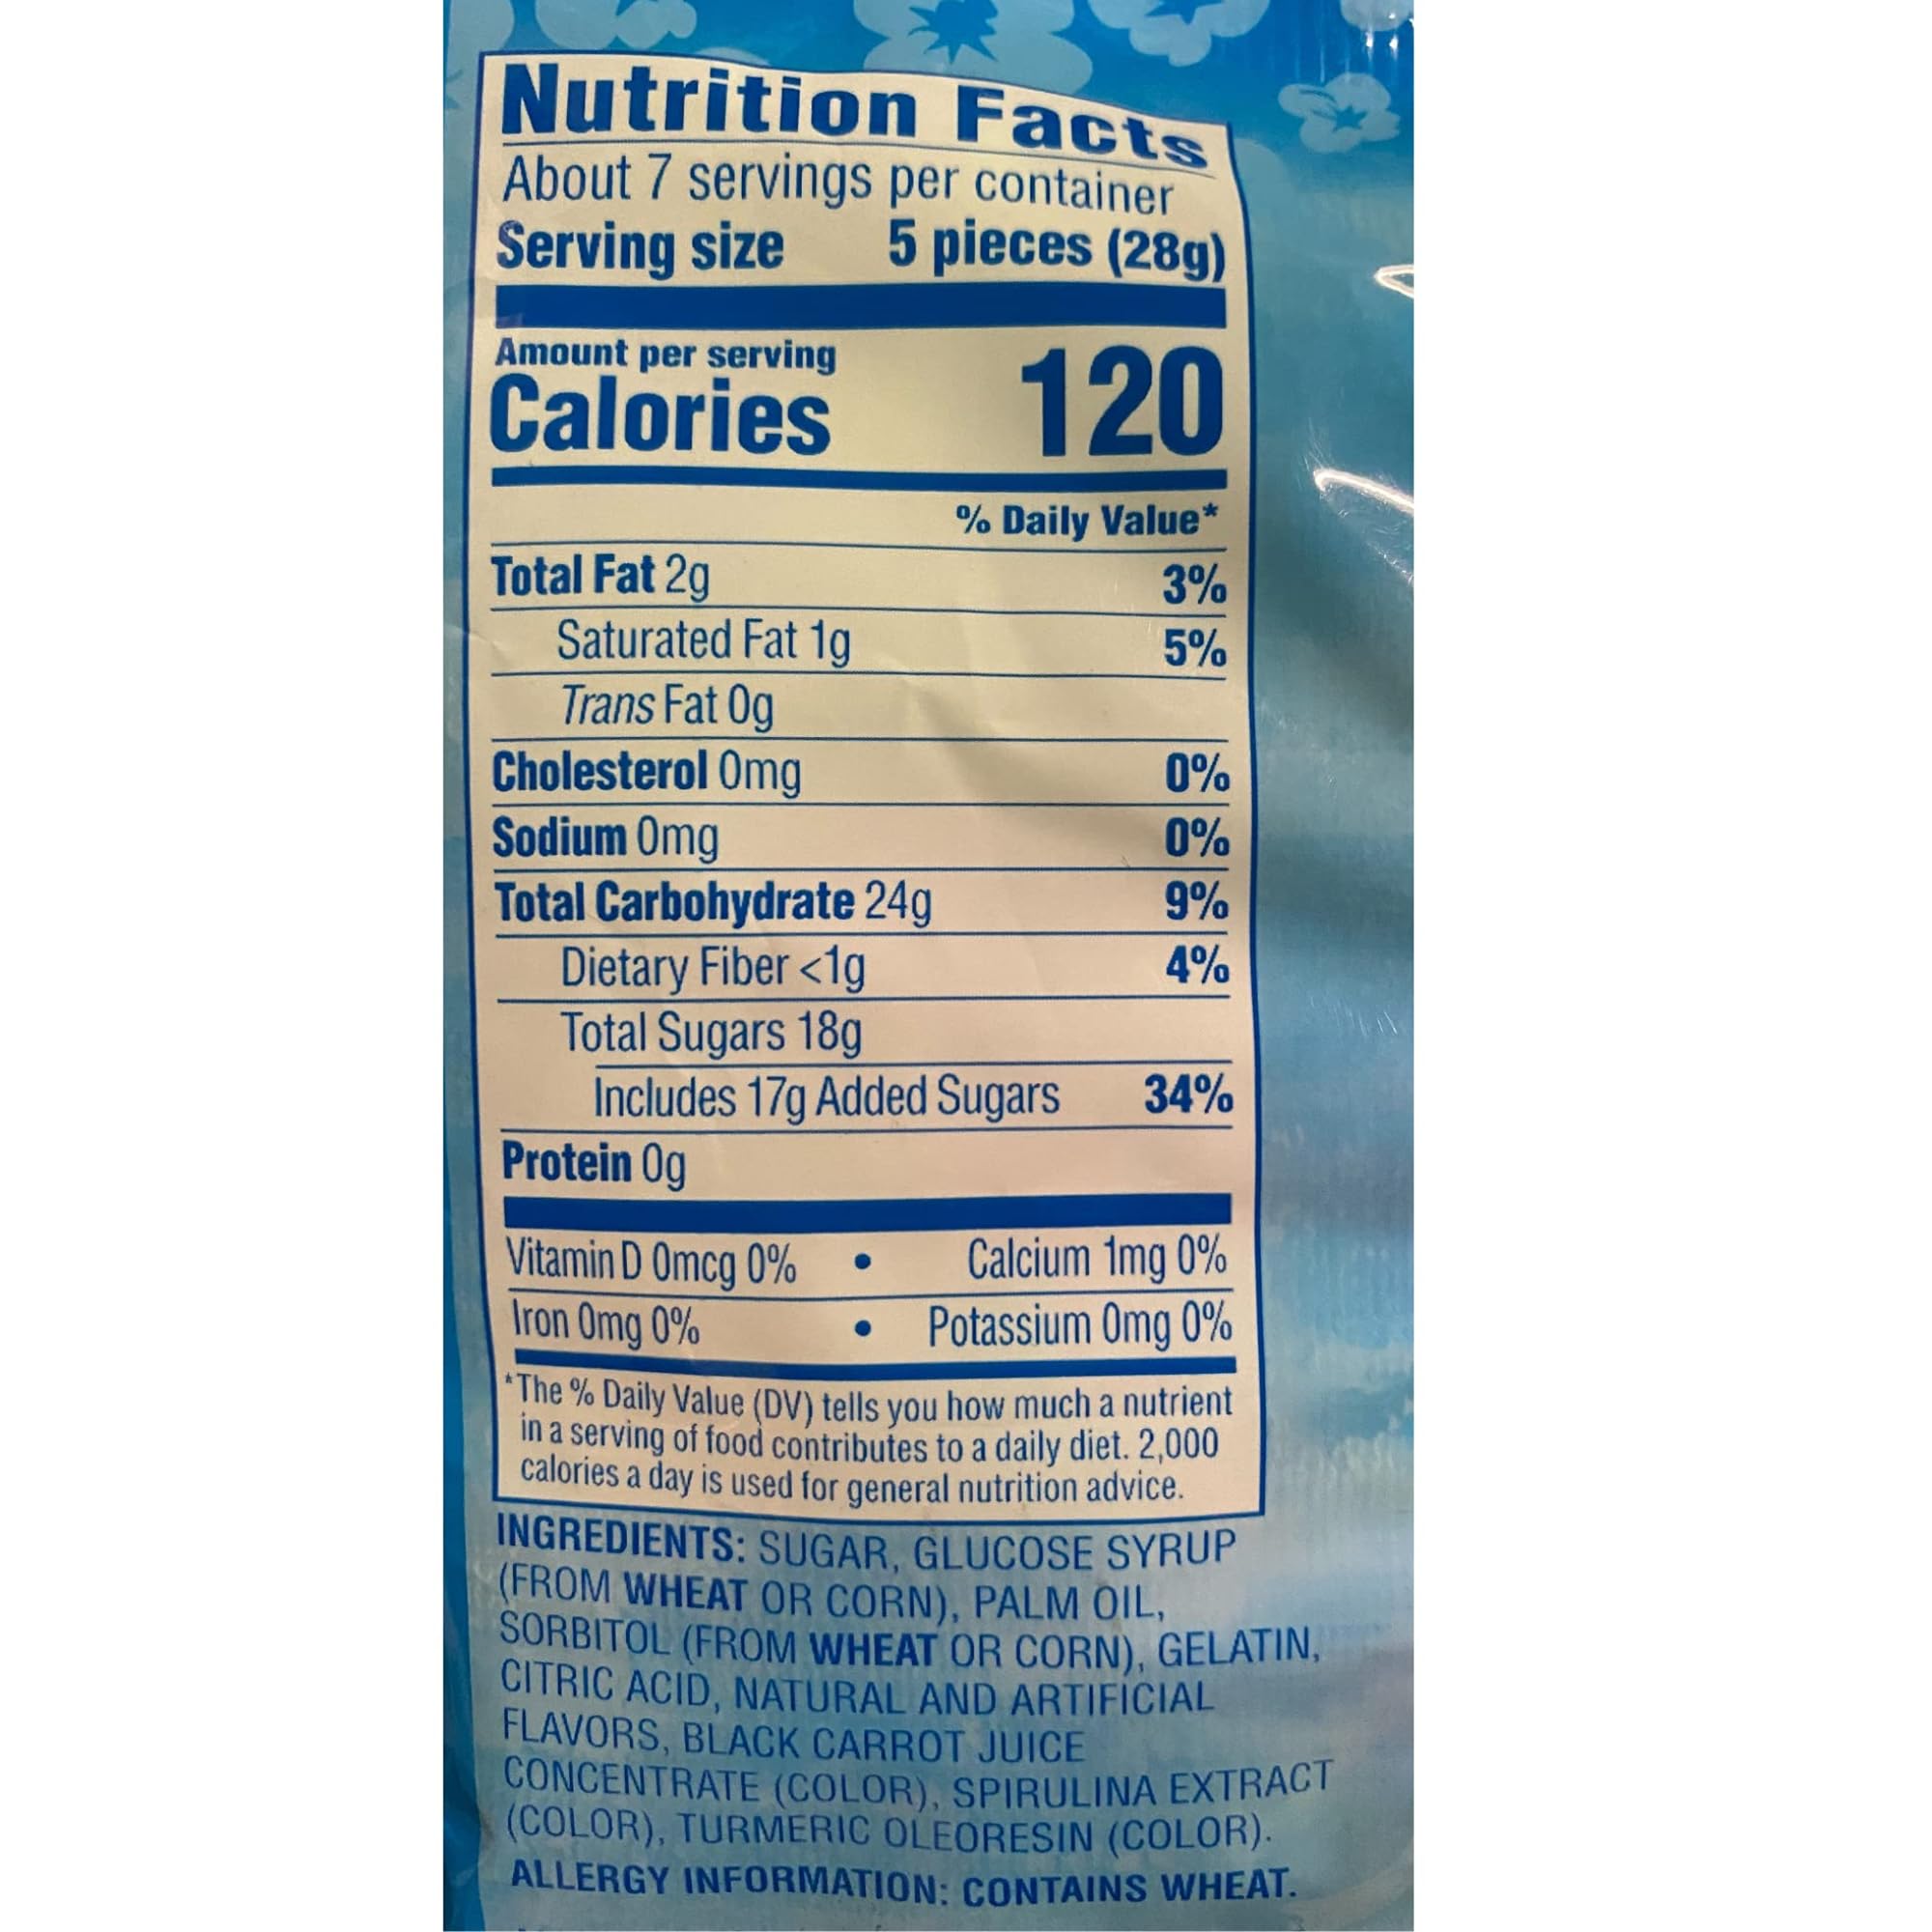 Nutrition Facts
About 7 servings per container
Serving size 5 pieces (28g)
Amount per serving
Calories 120
% Daily Value*
Total Fat 2g 3%
Saturated Fat 1g 5%
Trans Fat 0g
Cholesterol 0mg 0%
Sodium 0mg 0%
Total Carbohydrate 24g 9%
Dietary Fiber <1g 4%
Total Sugars 18g
Includes 17g Added Sugars 34%
Protein 0g
Vitamin D 0mcg 0% • Calcium 1mg 0%
Iron 0mg 0% • Potassium 0mg 0%
*The % Daily Value (DV) tells you how much a nutrient
in a serving of food contributes to a daily diet. 2,000
calories a day is used for general nutrition advice.
INGREDIENTS: SUGAR, GLUCOSE SYRUP
(FROM WHEAT OR CORN), PALM OIL,
SORBITOL (FROM WHEAT OR CORN), GELATIN,
CITRIC ACID, NATURAL AND ARTIFICIAL
FLAVORS, BLACK CARROT JUICE
CONCENTRATE (COLOR), SPIRULINA EXTRACT
(COLOR), TURMERIC OLEORESIN (COLOR).
ALLERGY INFORMATION: CONTAINS WHEAT.